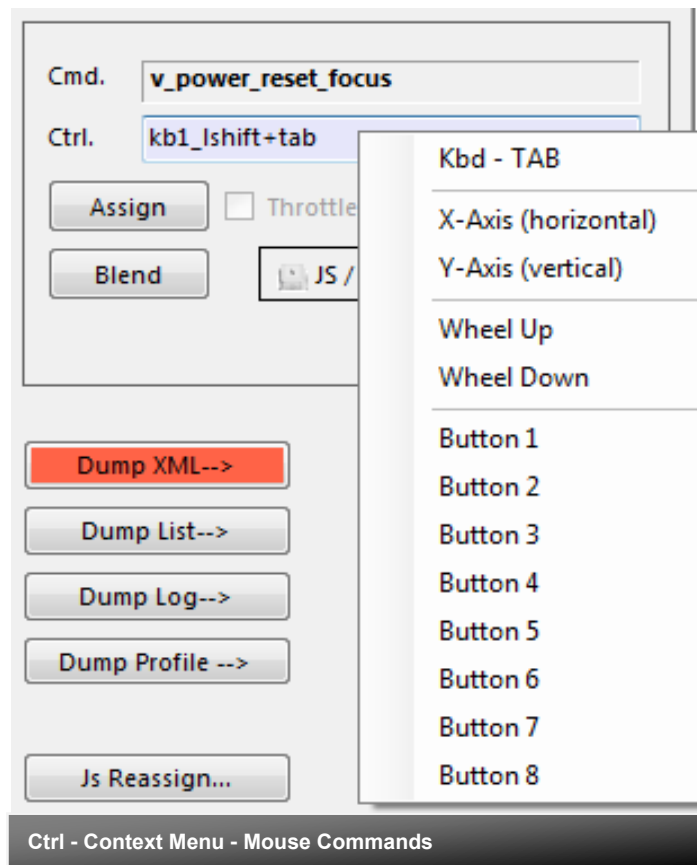 Cmd. v_power_reset_focus
Ctrl. kb1_lshift+tab
Assign Throttle
Blend JS /
Kbd - TAB
X-Axis (horizontal)
Y-Axis (vertical)
Wheel Up
Wheel Down
Button 1
Button 2
Button 3
Button 4
Button 5
Button 6
Button 7
Button 8
Dump XML-->
Dump List-->
Dump Log-->
Dump Profile -->
Js Reassign...
Ctrl - Context Menu - Mouse Commands